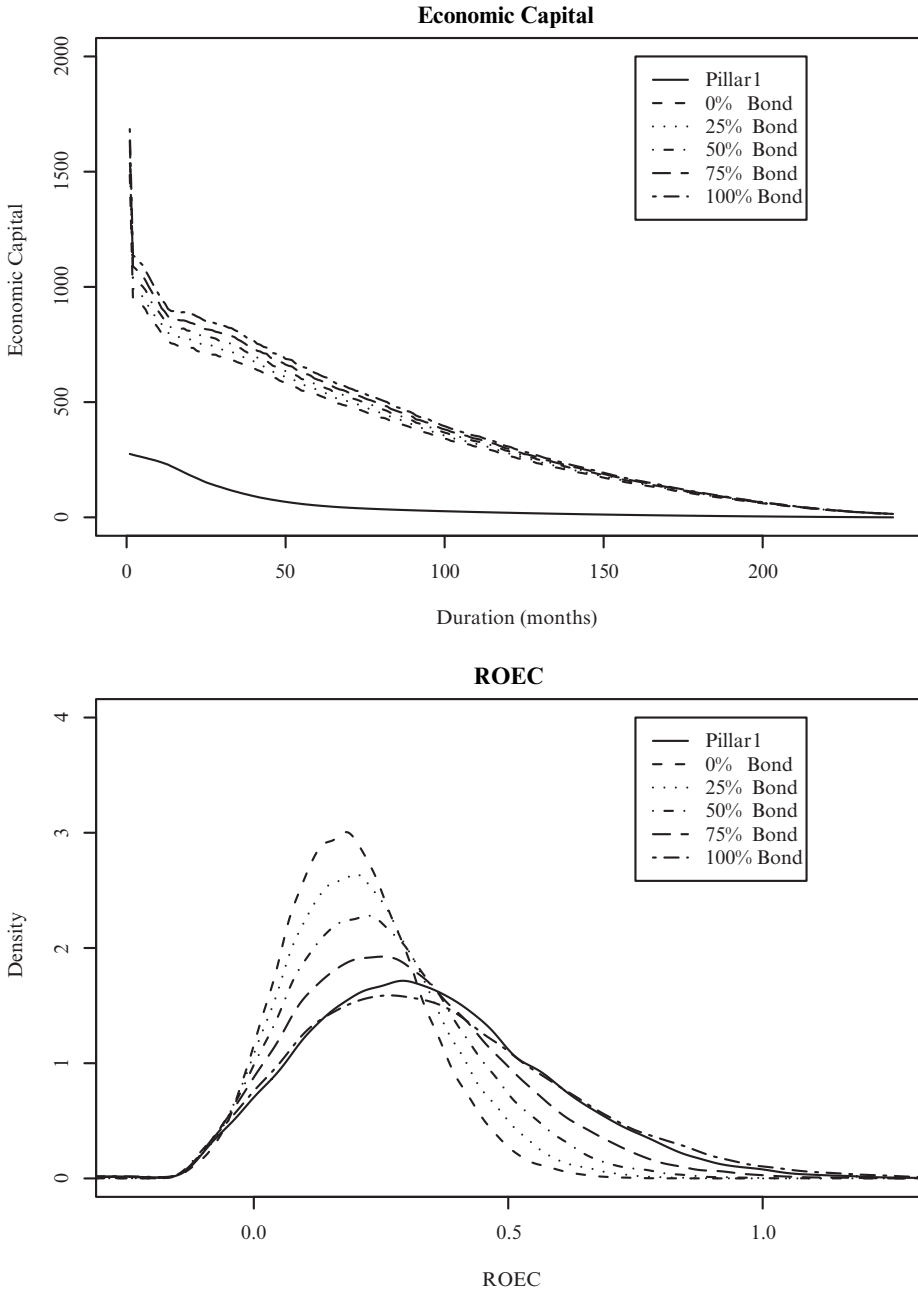 Economic Capital
2000
1500
1000
500
0
Economic Capital
Pillar1
0% Bond
25% Bond
50% Bond
75% Bond
100% Bond
0 50 100 150 200
Duration (months)
ROEC
4
3
2
1
0
Density
Pillar1
0% Bond
25% Bond
50% Bond
75% Bond
100% Bond
0.0 0.5 1.0
ROEC